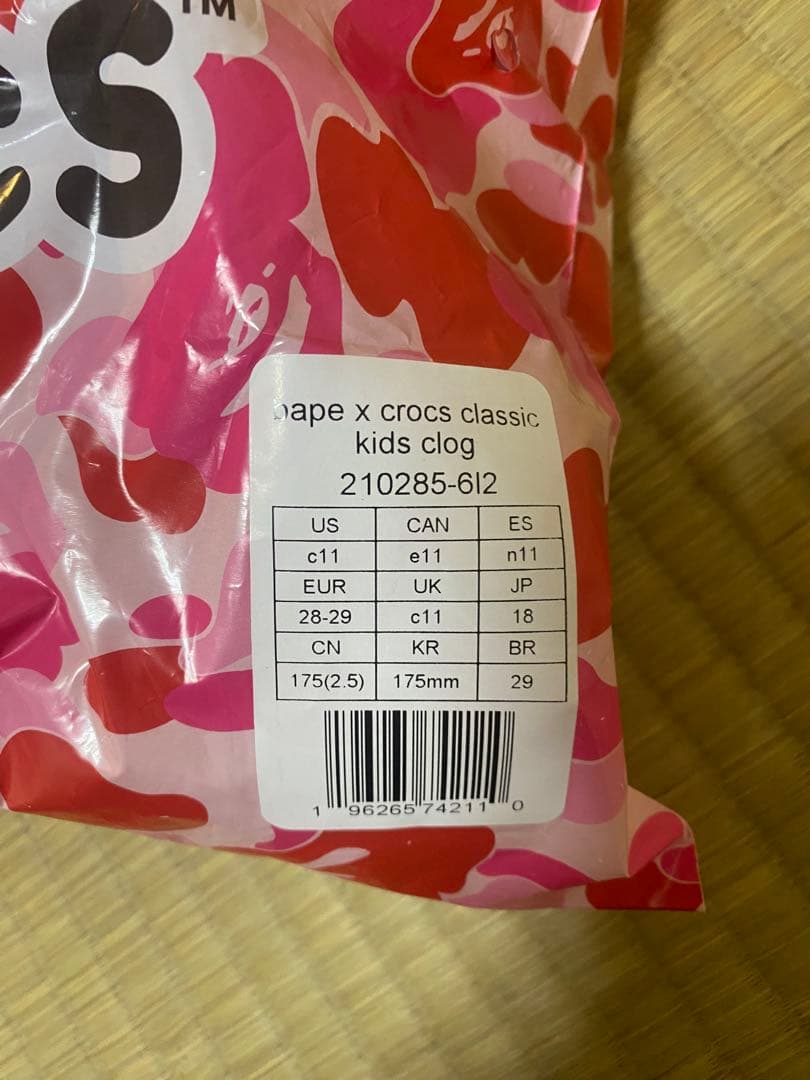 es™
bape x crocs classic
kids clog
210285-6I2
US CAN ES
c11 e11 n11
EUR UK JP
28-29 c11 18
CN KR BR
175(2.5) 175mm 29
1 96265 74211 0